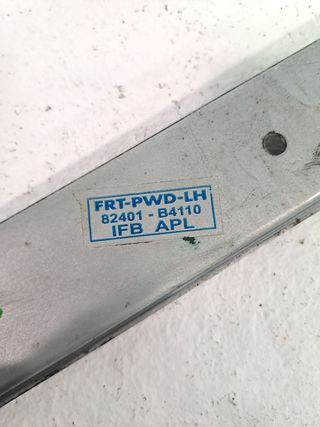 FRT-PWD-LH
82401 - B4110
IFB APL